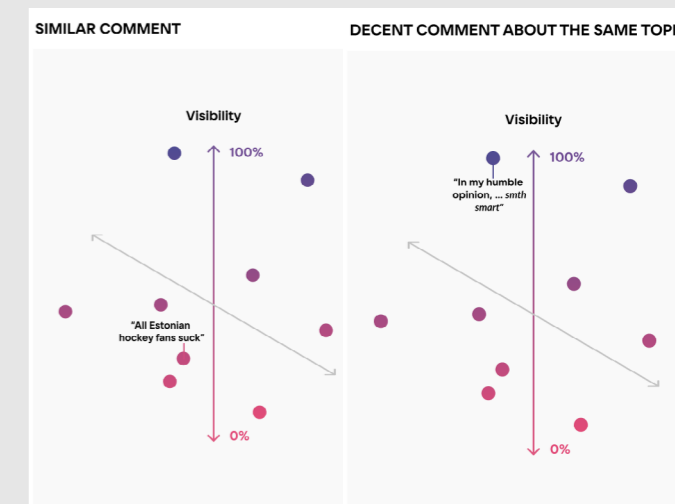 SIMILAR COMMENT
Visibility
100%
"All Estonian
hockey fans suck"
0%
DECENT COMMENT ABOUT THE SAME TOPI
Visibility
100%
"In my humble
opinion, ... smth
smart"
0%